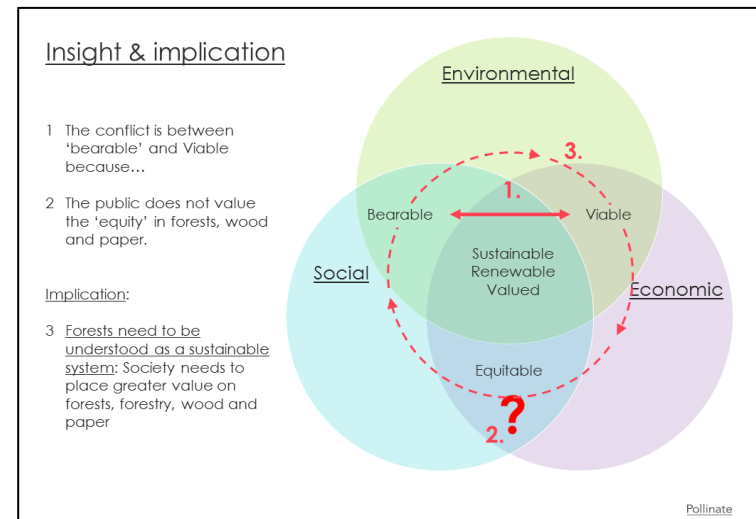 Insight & implication
1 The conflict is between
‘bearable’ and Viable
because…
2 The public does not value
the ‘equity’ in forests, wood
and paper.
Implication:
3 Forests need to be
understood as a sustainable
system: Society needs to
place greater value on
forests, forestry, wood and
paper
Environmental
3.
1.
Bearable
Viable
Sustainable
Renewable
Valued
Social
Economic
Equitable
2.
?
Pollinate